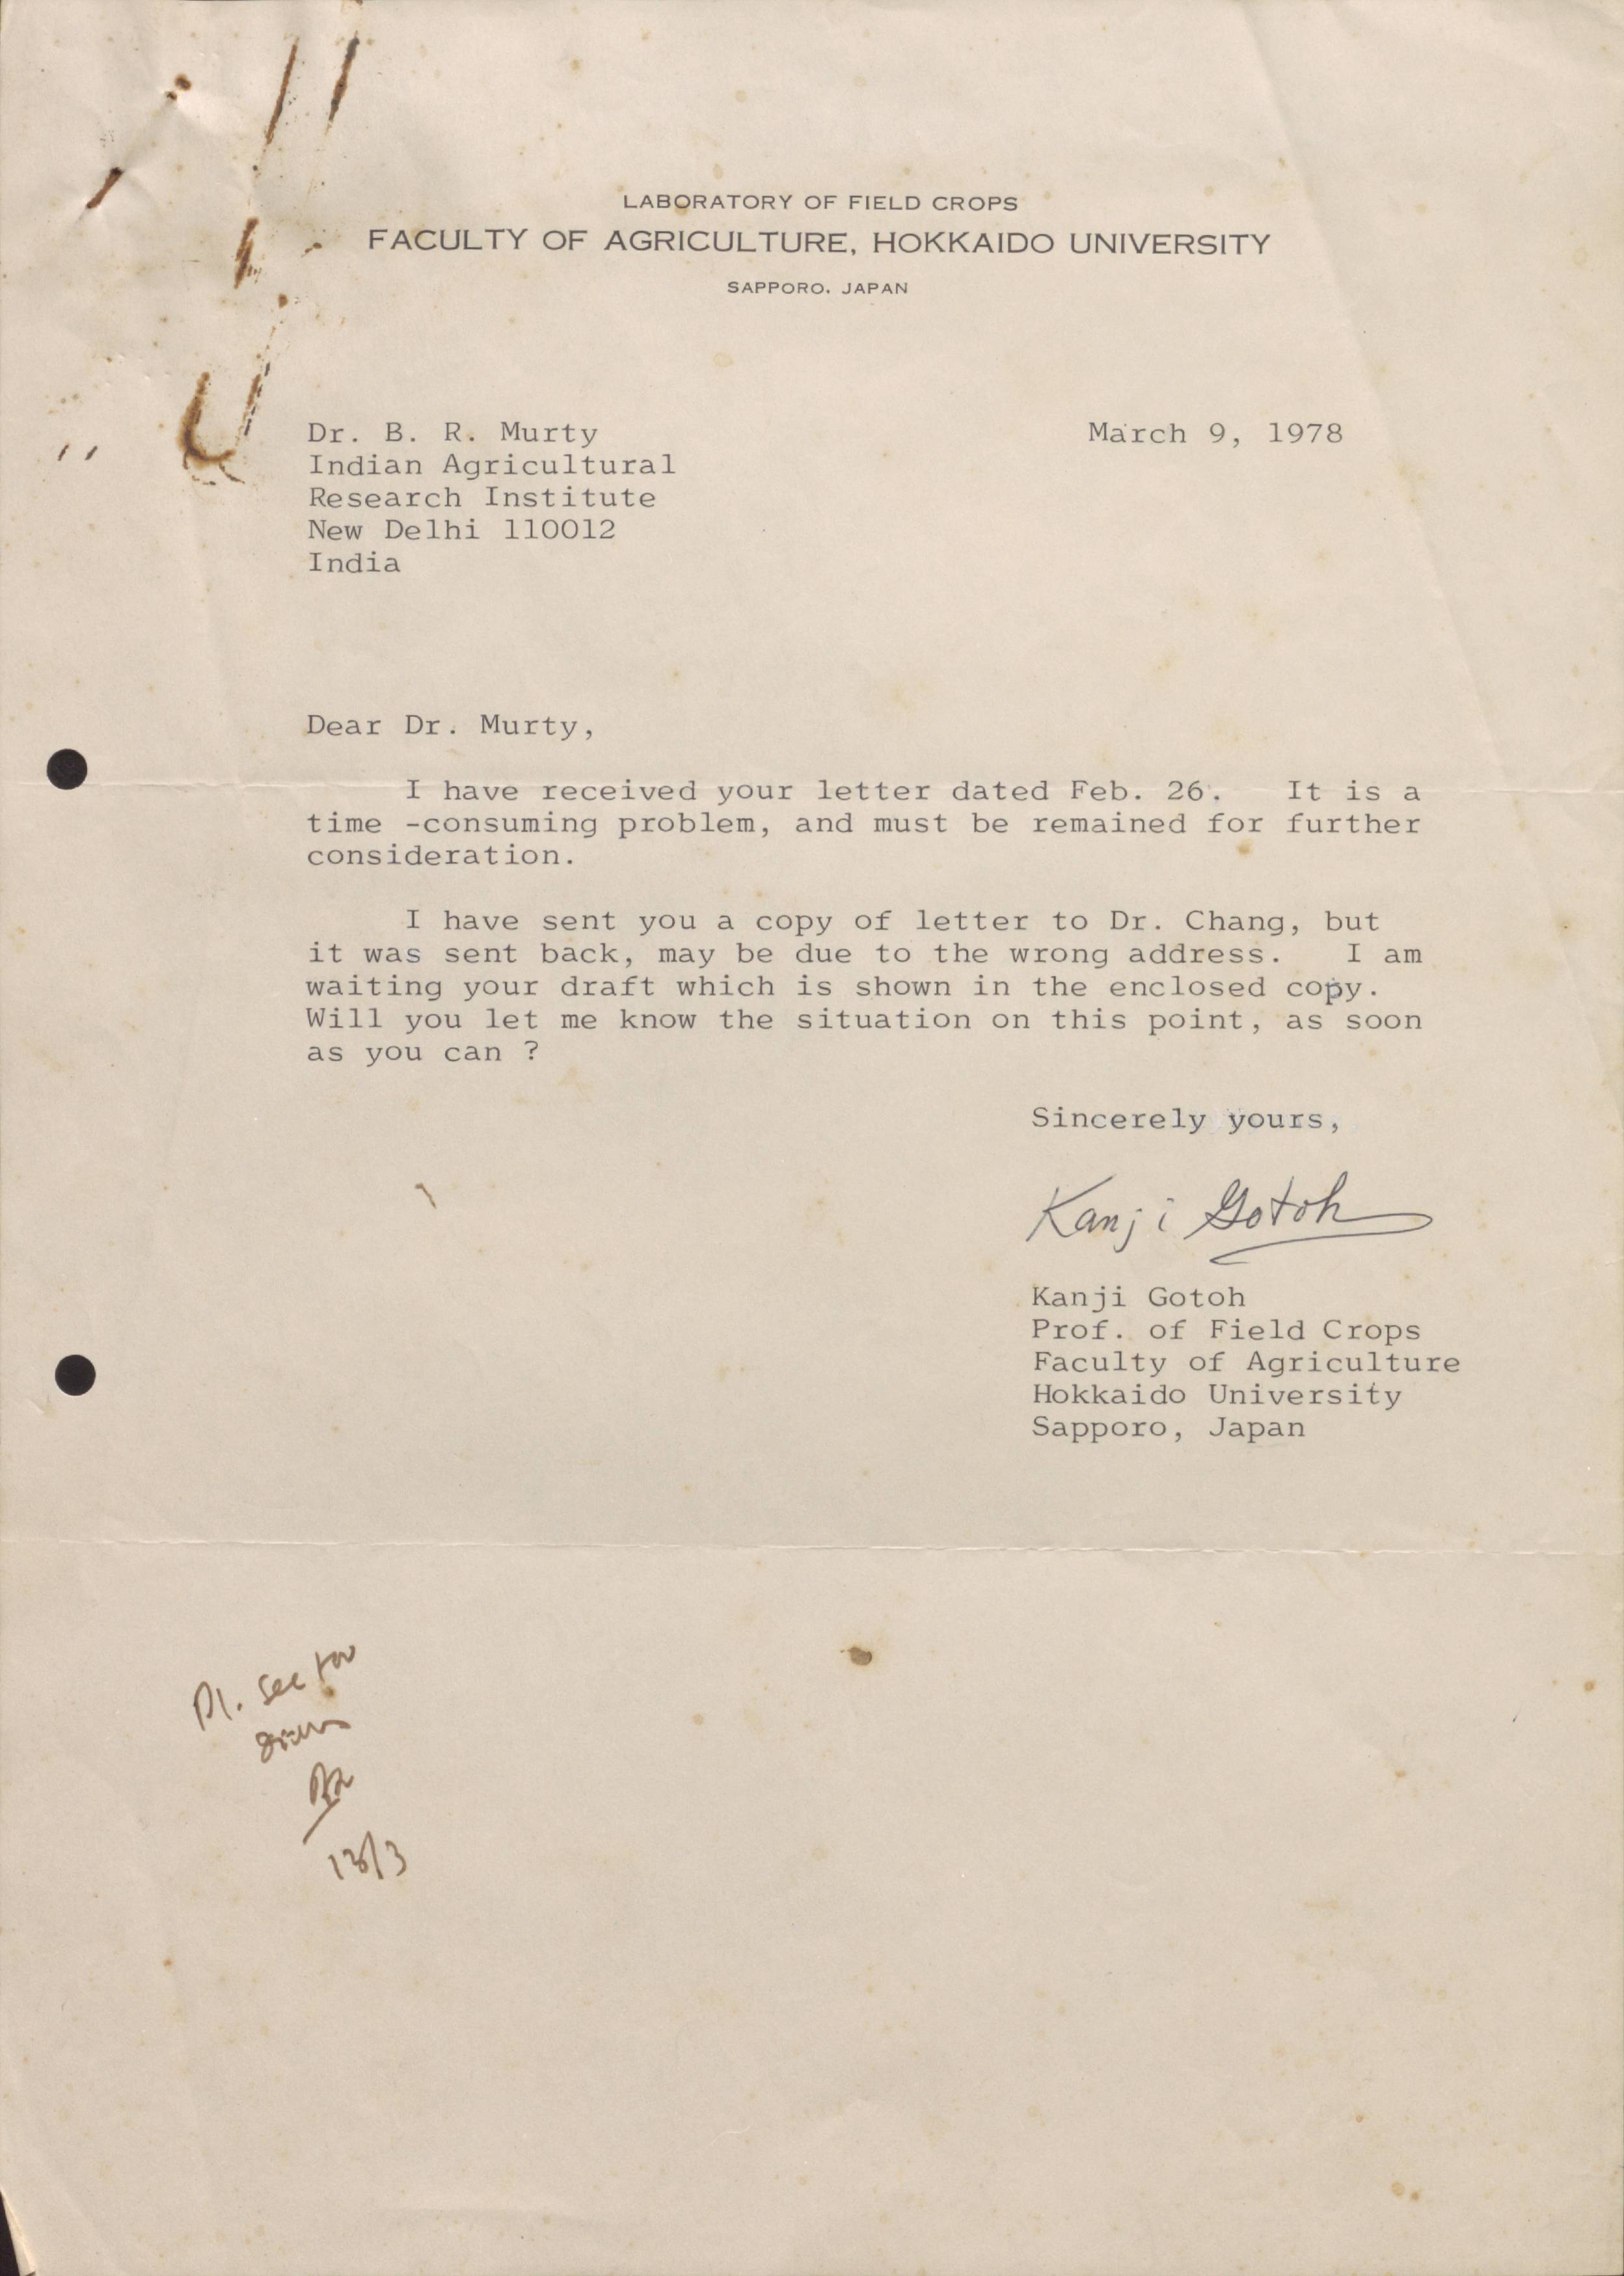 LABORATORY OF FIELD CROPS
FACULTY OF AGRICULTURE, HOKKAIDO UNIVERSITY
SAPPORO, JAPAN
Dr. B. R. Murty
March 9, 1978
Indian Agricultural
Research Institute
New Delhi 110012
India
Dear Dr. Murty,
I have received your letter dated Feb. 26. It is a
time -consuming problem, and must be remained for further
consideration.
I have sent you a copy of letter to Dr. Chang, but
it was sent back, may be due to the wrong address. I am
waiting your draft which is shown in the enclosed copy.
Will you let me know the situation on this point, as soon
as you can ?
Sincerely yours,
Kanji Gotoh
Kanji Gotoh
Prof. of Field Crops
Faculty of Agriculture
Hokkaido University
Sapporo, Japan
Pl. see